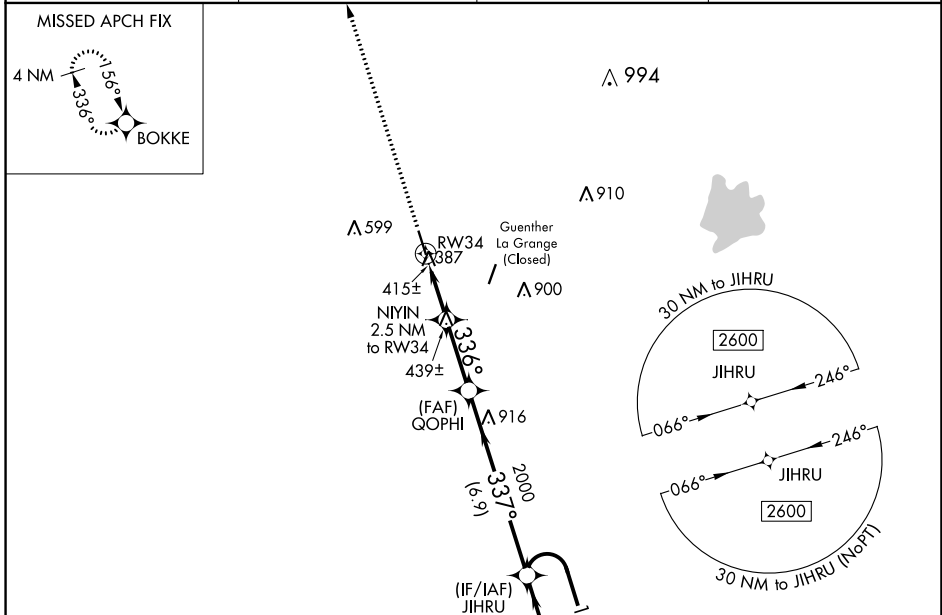 MISSED APCH FIX
4 NM
156°
336°
BOKKE
994
910
599
Guenther
La Grange
(Closed)
RW34
387
415±
900
NIYIN
2.5 NM
to RW34
439±
336°
(FAF)
QOPHI
916
2000
337°
(6.9)
(IF/IAF)
JIHRU
30 NM to JIHRU
2600
JIHRU
066°
246°
066°
246°
JIHRU
2600
30 NM to JIHRU (NoPT)